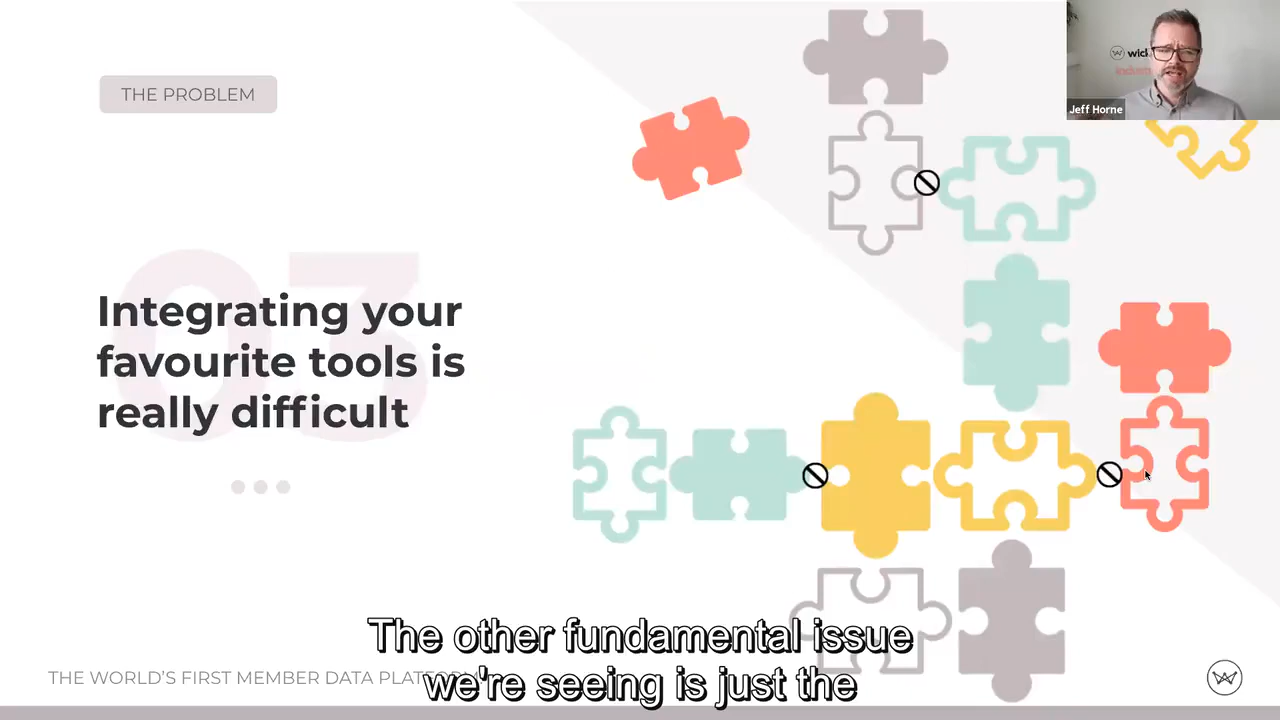 THE PROBLEM
Jeff Horne
03
Integrating your
favourite tools is
really difficult
The other fundamental issue
we're seeing is just the
THE WORLD'S FIRST MEMBER DATA